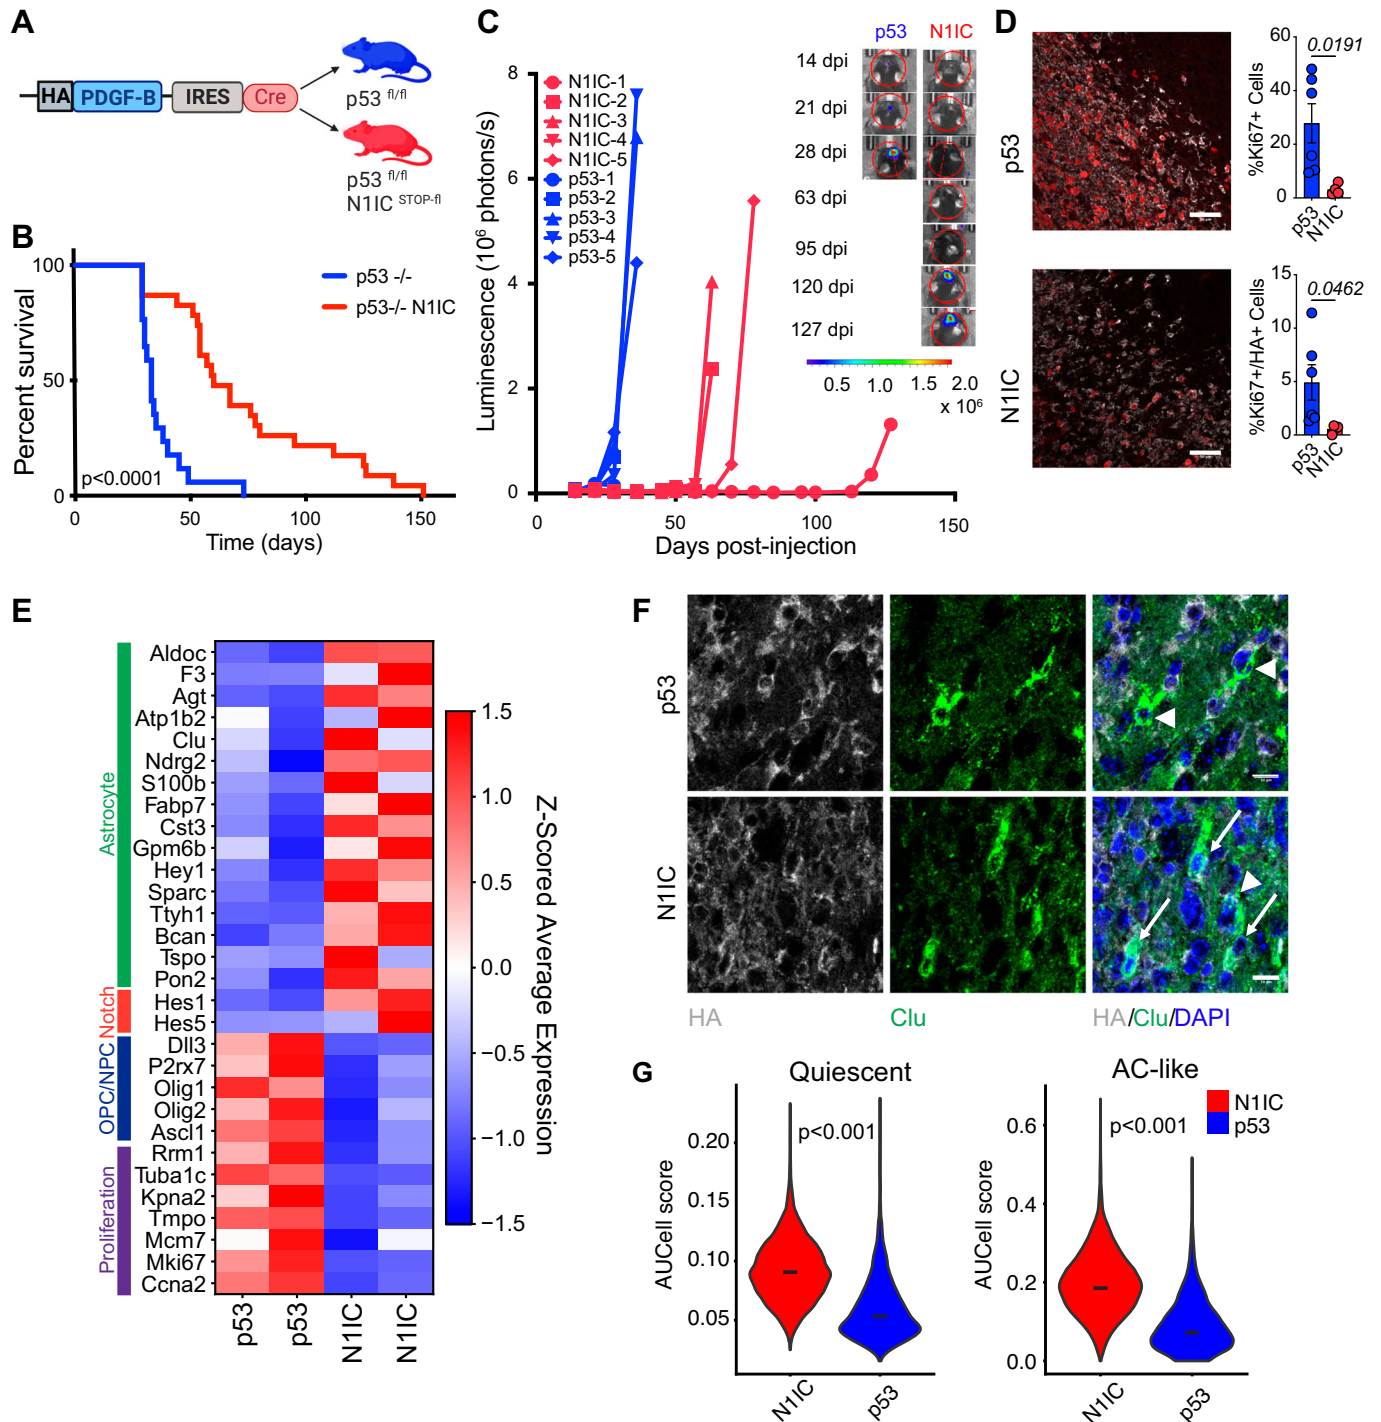 A
HA PDGF-B IRES Cre
p53 fl/fl
p53 fl/fl
N1IC STOP-fl
B
Percent survival
100
50
0
p53 -/-
p53-/- N1IC
p<0.0001
0 50 100 150
Time (days)
C
Luminescence (10⁶ photons/s)
8
6
4
2
0
N1IC-1
N1IC-2
N1IC-3
N1IC-4
N1IC-5
p53-1
p53-2
p53-3
p53-4
p53-5
0 50 100 150
Days post-injection
p53 N1IC
14 dpi
21 dpi
28 dpi
63 dpi
95 dpi
120 dpi
127 dpi
0.5 1.0 1.5 2.0
x 10⁶
D
p53
N1IC
%Ki67+ Cells
60
40
20
0
0.0191
p53 N1IC
%Ki67+/HA+ Cells
15
10
5
0
0.0462
p53 N1IC
E
Astrocyte
Notch
OPC/NPC
Proliferation
Aldoc
F3
Agt
Atp1b2
Clu
Ndrg2
S100b
Fabp7
Cst3
Gpm6b
Hey1
Sparc
Ttyh1
Bcan
Tspo
Pon2
Hes1
Hes5
Dll3
P2rx7
Olig1
Olig2
Ascl1
Rrm1
Tuba1c
Kpna2
Tmpo
Mcm7
Mki67
Ccna2
p53 p53 N1IC N1IC
1.5
1.0
0.5
0.0
−0.5
−1.0
−1.5
Z-Scored Average Expression
F
p53
N1IC
HA
Clu
HA/Clu/DAPI
G
Quiescent
AUCell score
0.20
0.15
0.10
0.05
p<0.001
N1IC p53
AC-like
AUCell score
0.6
0.4
0.2
0.0
p<0.001
N1IC
p53
N1IC p53